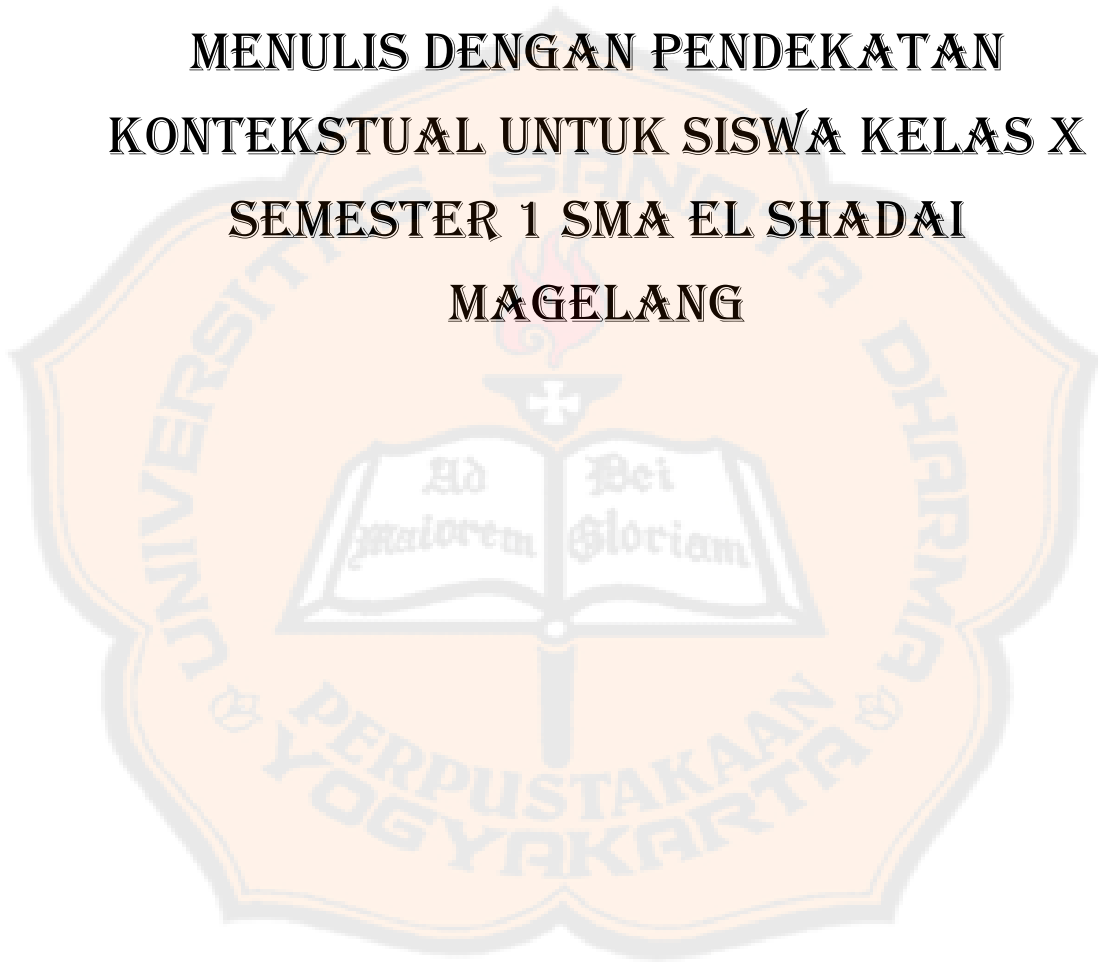 MENULIS DENGAN PENDEKATAN
KONTEKSTUAL UNTUK SISWA KELAS X
SEMESTER 1 SMA EL SHADAI
MAGELANG
UNIVERSITAS SANATA DHARMA
Ad Dei
Maiorem Gloriam
PERPUSTAKAAN
YOGYAKARTA